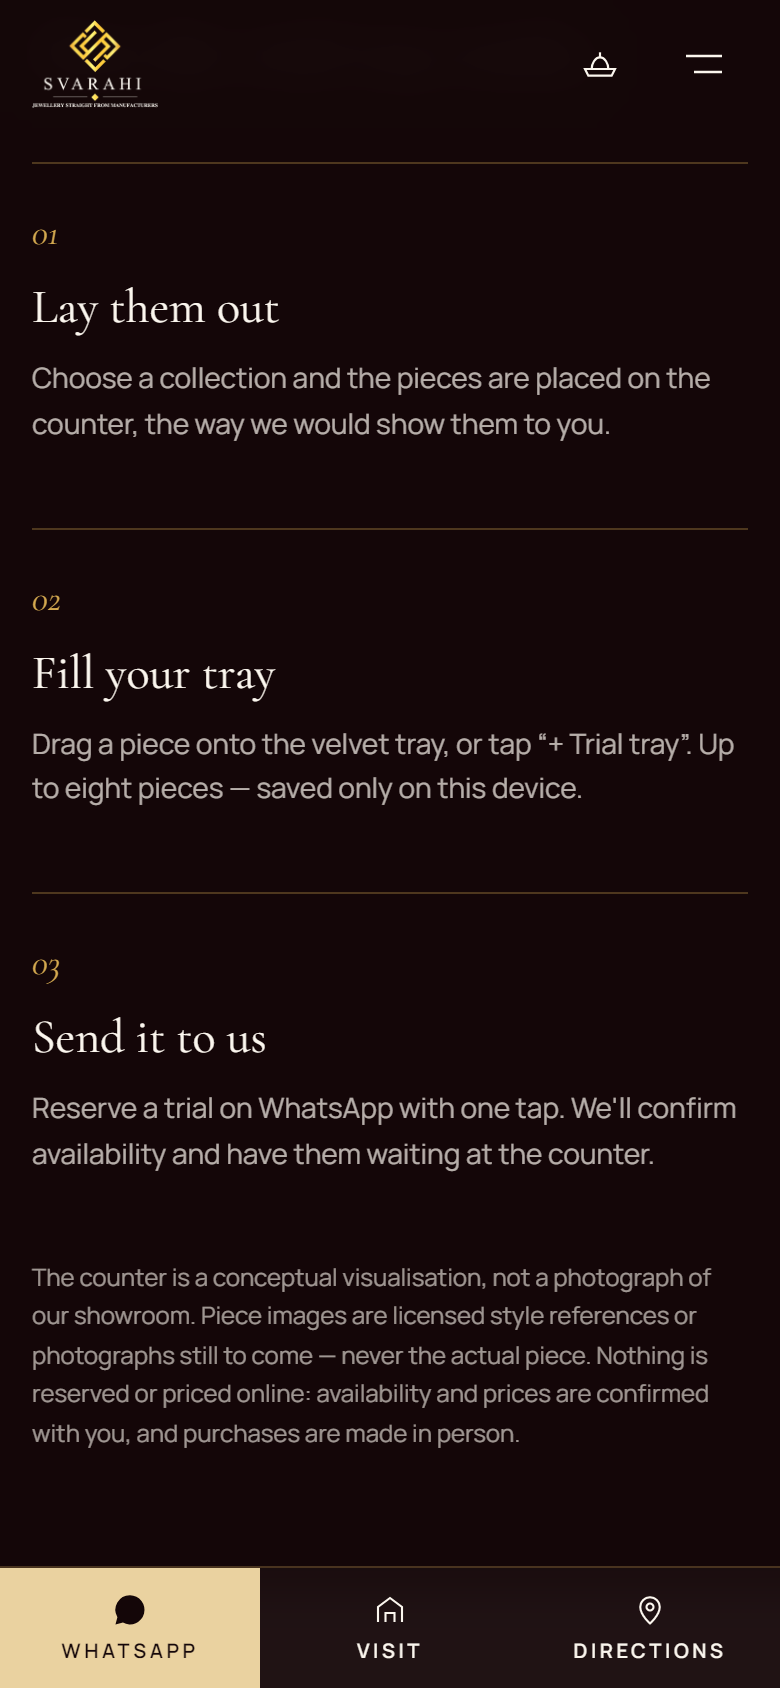 SVARAHI
JEWELLERY STRAIGHT FROM MANUFACTURERS
01
Lay them out
Choose a collection and the pieces are placed on the
counter, the way we would show them to you.
02
Fill your tray
Drag a piece onto the velvet tray, or tap “+ Trial tray”. Up
to eight pieces — saved only on this device.
03
Send it to us
Reserve a trial on WhatsApp with one tap. We'll confirm
availability and have them waiting at the counter.
The counter is a conceptual visualisation, not a photograph of
our showroom. Piece images are licensed style references or
photographs still to come — never the actual piece. Nothing is
reserved or priced online: availability and prices are confirmed
with you, and purchases are made in person.
WHATSAPP
VISIT
DIRECTIONS